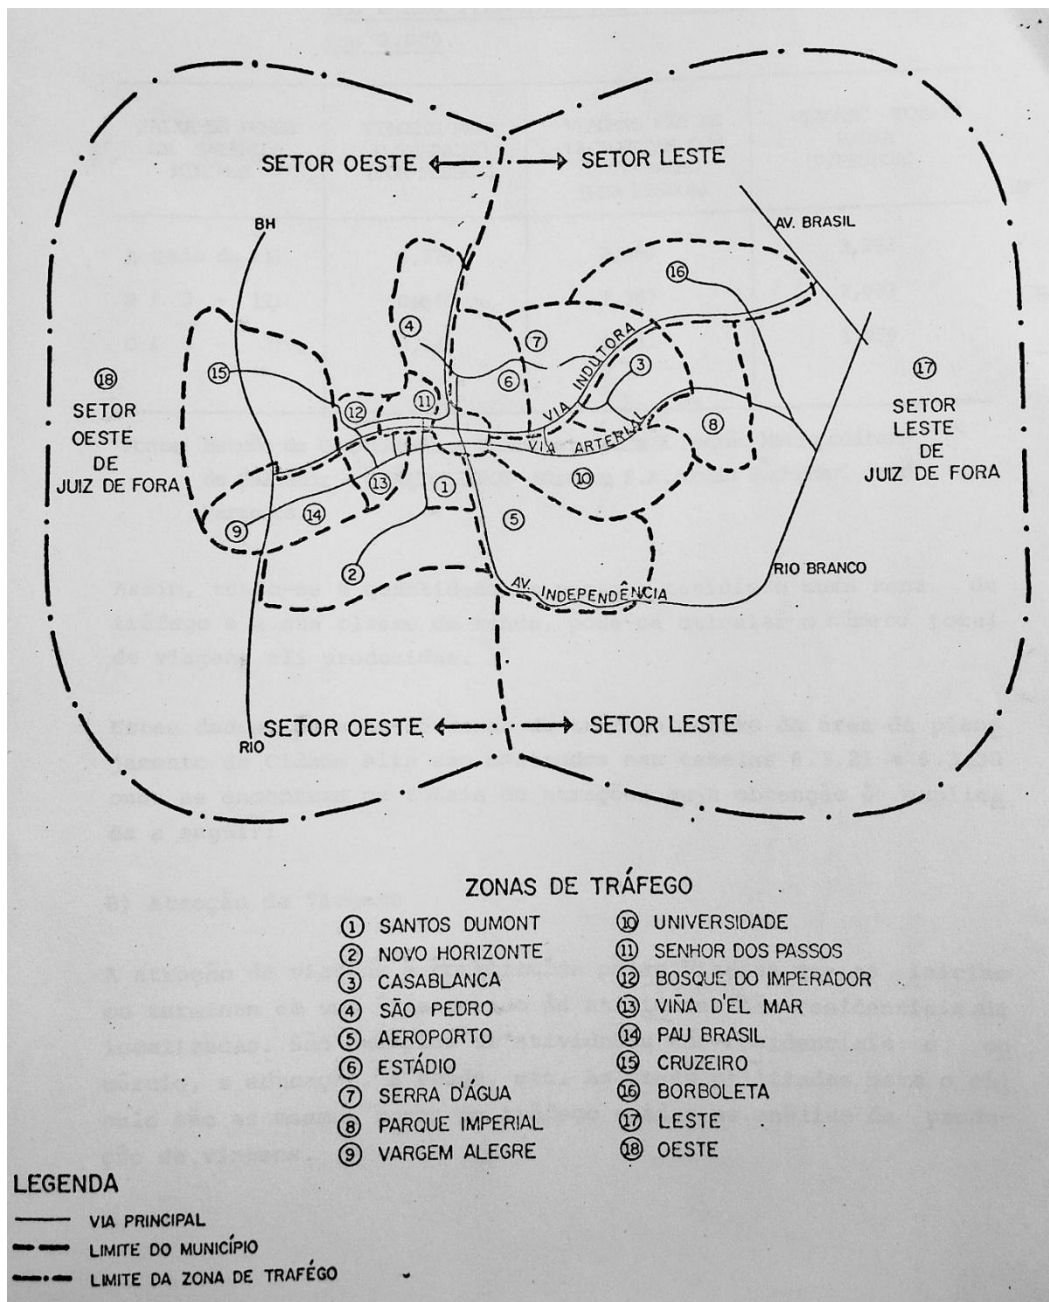 SETOR OESTE
SETOR LESTE
BH
AV. BRASIL
16
4
7
18
SETOR
OESTE
DE
JUIZ DE FORA
15
6
3
17
SETOR
LESTE
DE
JUIZ DE FORA
VIA INDUTORA
12
11
8
VIA ARTERIAL
13
1
10
9
14
5
2
AV. INDEPENDÊNCIA
RIO BRANCO
RIO
SETOR OESTE
SETOR LESTE
ZONAS DE TRÁFEGO
1 SANTOS DUMONT
2 NOVO HORIZONTE
3 CASABLANCA
4 SÃO PEDRO
5 AEROPORTO
6 ESTÁDIO
7 SERRA D'ÁGUA
8 PARQUE IMPERIAL
9 VARGEM ALEGRE
10 UNIVERSIDADE
11 SENHOR DOS PASSOS
12 BOSQUE DO IMPERADOR
13 VIÑA D'EL MAR
14 PAU BRASIL
15 CRUZEIRO
16 BORBOLETA
17 LESTE
18 OESTE
LEGENDA
VIA PRINCIPAL
LIMITE DO MUNICÍPIO
LIMITE DA ZONA DE TRAFÉGO